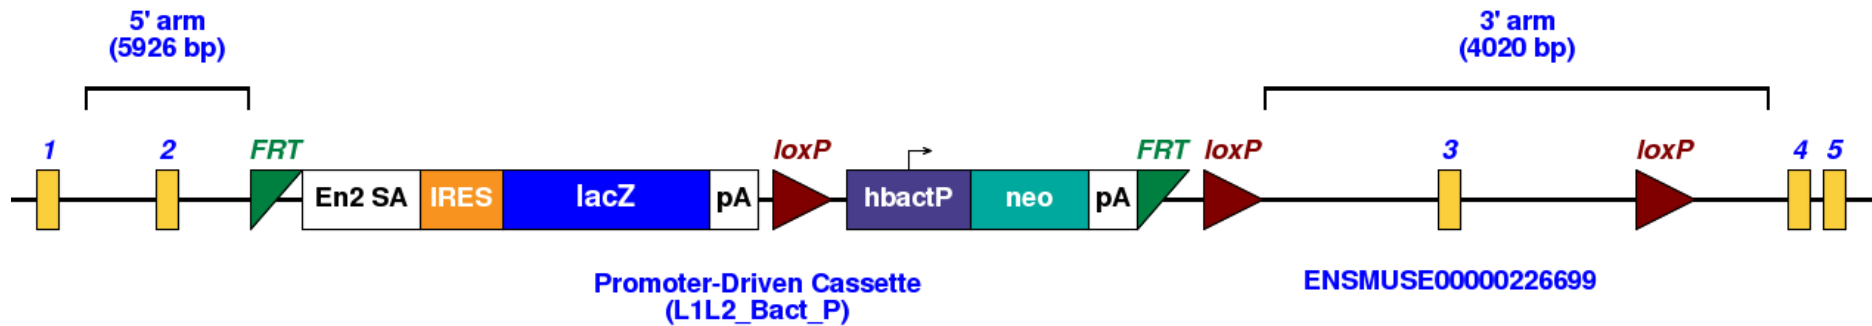 5' arm
(5926 bp)
3' arm
(4020 bp)
1
2
FRT
loxP
FRT
loxP
3
loxP
4
5
En2 SA
IRES
lacZ
pA
hbactP
neo
pA
Promoter-Driven Cassette
(L1L2_Bact_P)
ENSMUSE00000226699